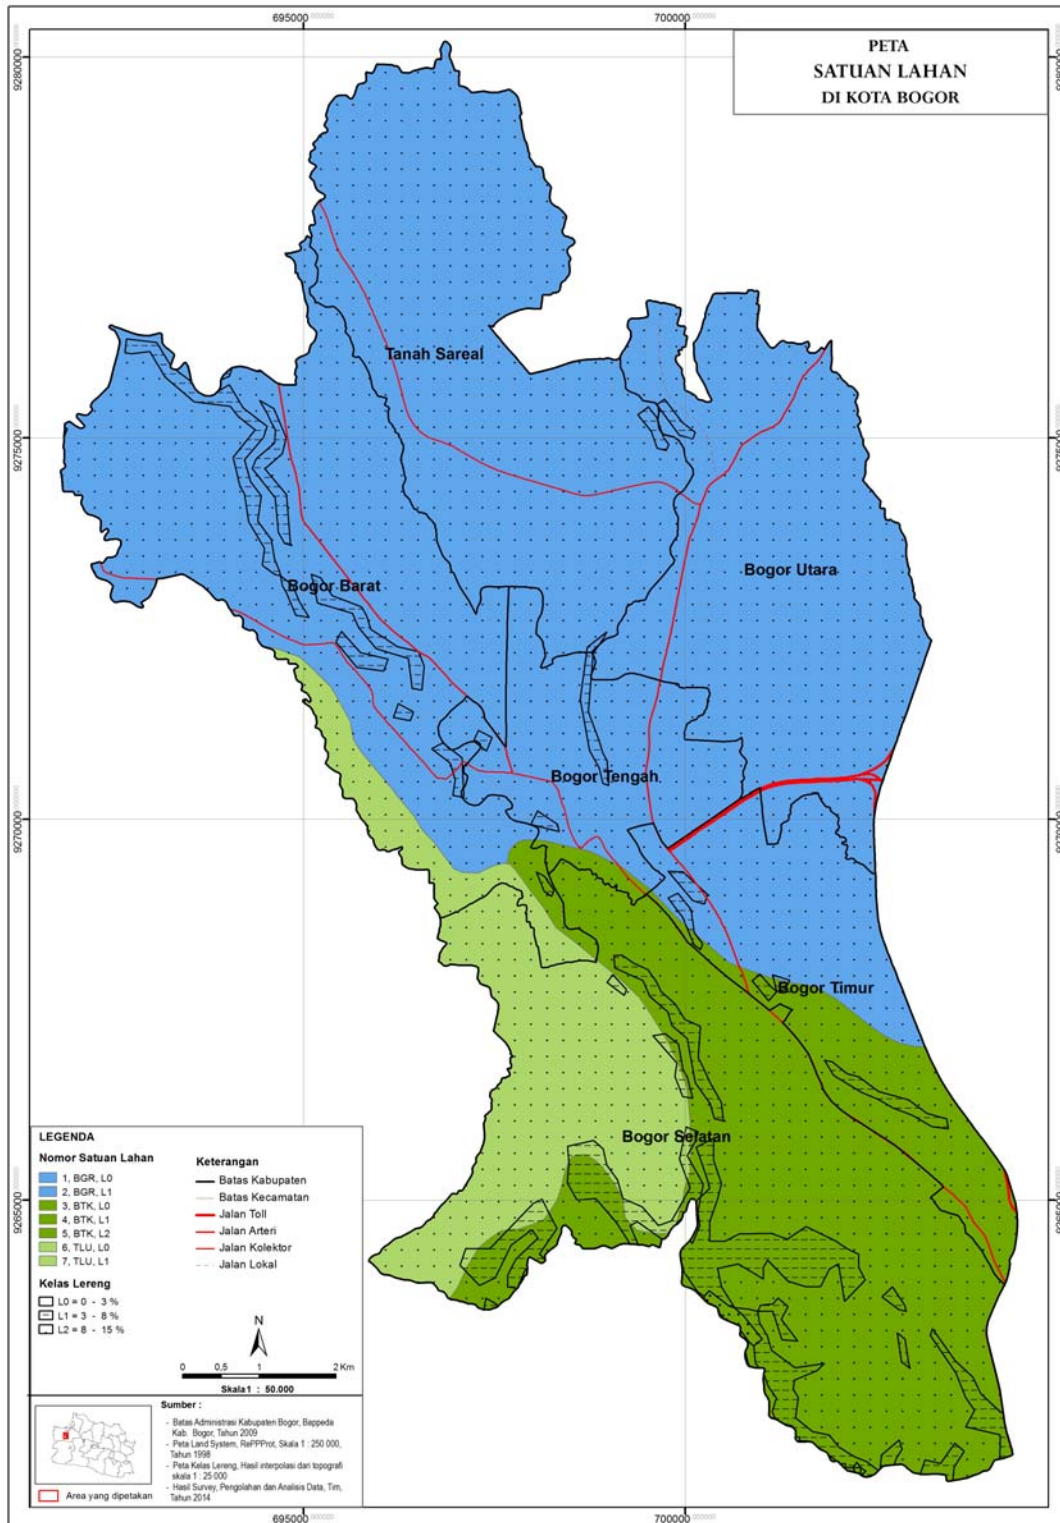 695000
700000
PETA
SATUAN LAHAN
DI KOTA BOGOR
9280000
9280000
Tanah Sareal
9275000
9275000
Bogor Utara
Bogor Barat
Bogor Tengah
9270000
9270000
Bogor Timur
Bogor Selatan
9265000
9265000
LEGENDA
Nomor Satuan Lahan
1, BGR, L0
2, BGR, L1
3, BTK, L0
4, BTK, L1
5, BTK, L2
6, TLU, L0
7, TLU, L1
Kelas Lereng
L0 = 0 - 3 %
L1 = 3 - 8 %
L2 = 8 - 15 %
Keterangan
Batas Kabupaten
Batas Kecamatan
Jalan Toll
Jalan Arteri
Jalan Kolektor
Jalan Lokal
N
0 0,5 1 2 Km
Skala 1 : 50.000
Sumber :
- Batas Administrasi Kabupaten Bogor, Bappeda
Kab. Bogor, Tahun 2009
- Peta Land System, RePPProt, Skala 1 : 250 000,
Tahun 1998
- Peta Kelas Lereng, Hasil interpolasi dari topografi
skala 1 : 25 000
- Hasil Survey, Pengolahan dan Analisis Data, Tim,
Tahun 2014
Area yang dipetakan
695000
700000